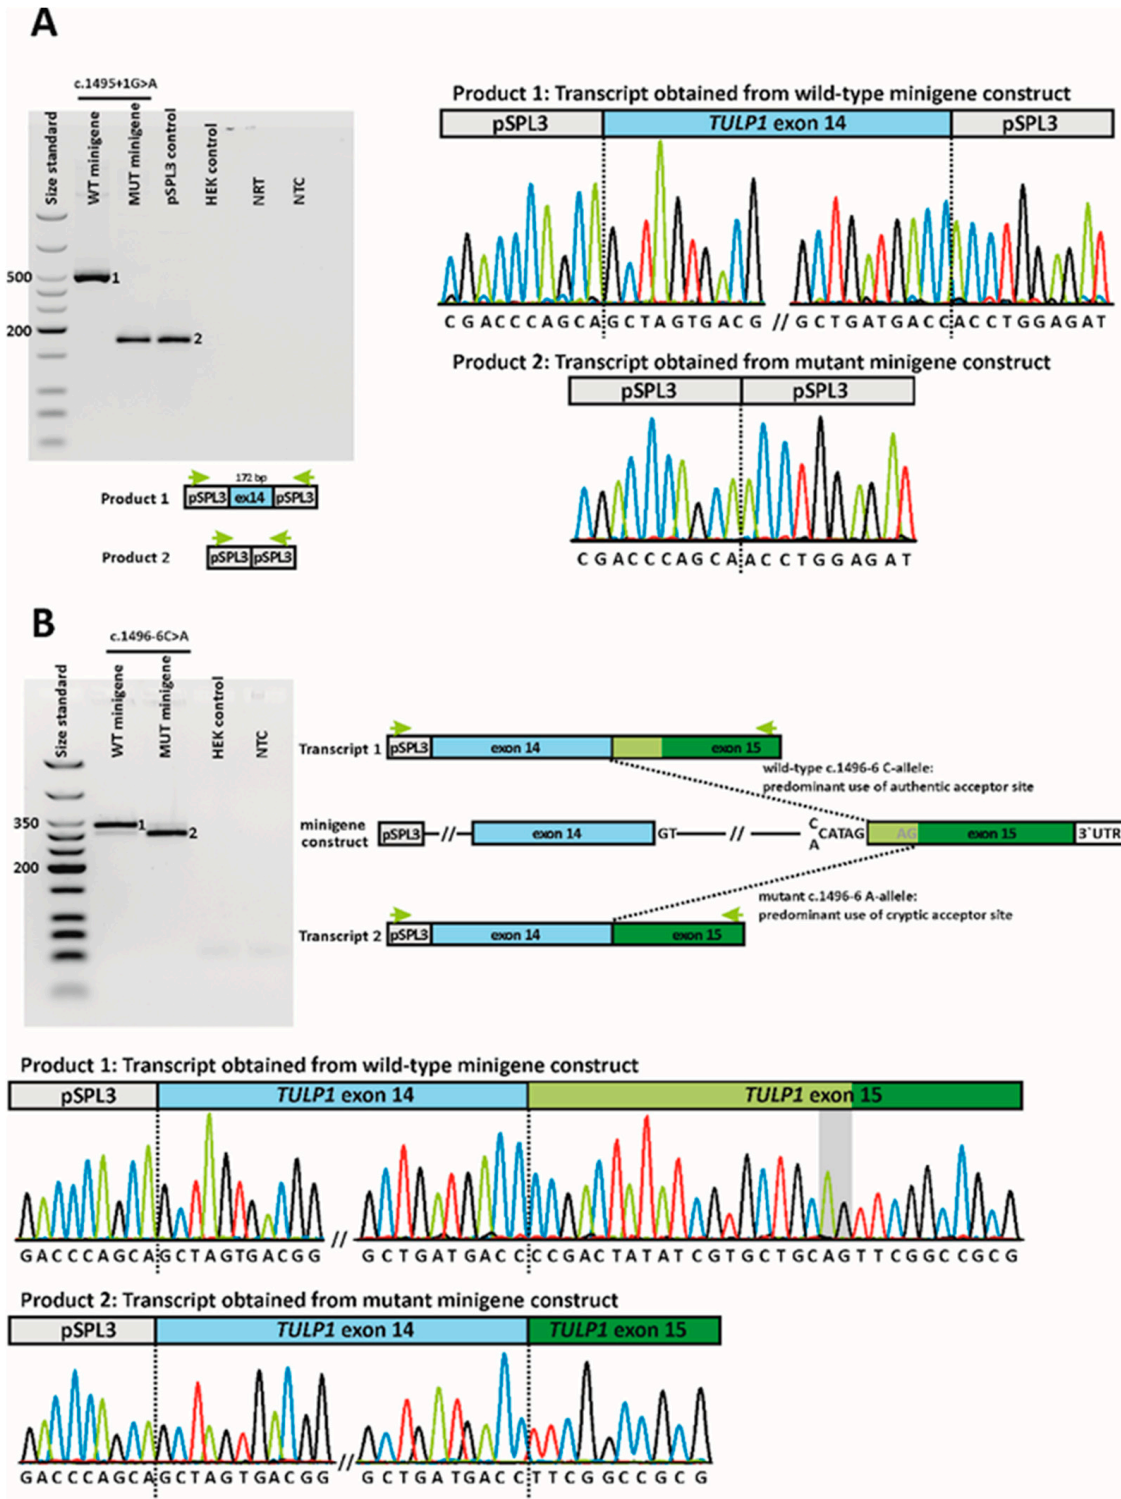 A
c.1495+1G>A
Size standard
WT minigene
MUT minigene
pSPL3 control
HEK control
NRT
NTC
500
200
1
2
172 bp
Product 1 pSPL3 ex14 pSPL3
Product 2 pSPL3 pSPL3
Product 1: Transcript obtained from wild-type minigene construct
pSPL3 TULP1 exon 14 pSPL3
CGACCCAGCAGCTAGTGACG // GCTGATGACCACCTGGAGAT
Product 2: Transcript obtained from mutant minigene construct
pSPL3 pSPL3
CGACCCAGCAACCTGGAGAT
B
c.1496-6C>A
Size standard
WT minigene
MUT minigene
HEK control
NTC
350
200
1
2
Transcript 1 pSPL3 exon 14 exon 15
wild-type c.1496-6 C-allele:
predominant use of authentic acceptor site
minigene
construct
pSPL3 // exon 14 GT // C CATAG AG exon 15 3`UTR
A
mutant c.1496-6 A-allele:
predominant use of cryptic acceptor site
Transcript 2 pSPL3 exon 14 exon 15
Product 1: Transcript obtained from wild-type minigene construct
pSPL3 TULP1 exon 14 TULP1 exon 15
GACCCAGCAGCTAGTGACGG // GCTGATGACCCCGACTATATCGTGCTGCAGTTCGGCCGCG
Product 2: Transcript obtained from mutant minigene construct
pSPL3 TULP1 exon 14 TULP1 exon 15
GACCCAGCAGCTAGTGACGG // GCTGATGACCTTCGGCCGCG